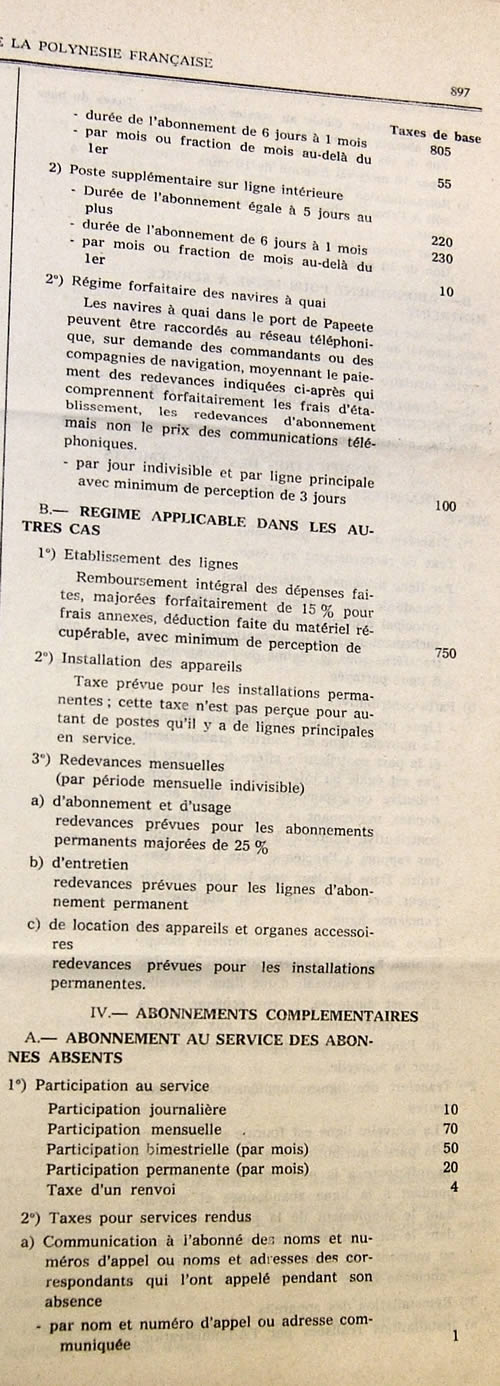 E LA POLYNESIE FRANÇAISE
897
Taxes de base
- durée de l'abonnement de 6 jours à 1 mois 805
- par mois ou fraction de mois au-delà du
1er 55
2) Poste supplémentaire sur ligne intérieure
- Durée de l'abonnement égale à 5 jours au
plus 220
- durée de l'abonnement de 6 jours à 1 mois 230
- par mois ou fraction de mois au-delà du
1er 10
2°) Régime forfaitaire des navires à quai
Les navires à quai dans le port de Papeete
peuvent être raccordés au réseau téléphoni-
que, sur demande des commandants ou des
compagnies de navigation, moyennant le paie-
ment des redevances indiquées ci-après qui
comprennent forfaitairement les frais d'éta-
blissement, les redevances d'abonnement
mais non le prix des communications télé-
phoniques.
- par jour indivisible et par ligne principale
avec minimum de perception de 3 jours 100
B.— REGIME APPLICABLE DANS LES AU-
TRES CAS
1°) Etablissement des lignes
Remboursement intégral des dépenses fai-
tes, majorées forfaitairement de 15 % pour
frais annexes, déduction faite du matériel ré-
cupérable, avec minimum de perception de 750
2°) Installation des appareils
Taxe prévue pour les installations perma-
nentes ; cette taxe n'est pas perçue pour au-
tant de postes qu'il y a de lignes principales
en service.
3°) Redevances mensuelles
(par période mensuelle indivisible)
a) d'abonnement et d'usage
redevances prévues pour les abonnements
permanents majorées de 25 %
b) d'entretien
redevances prévues pour les lignes d'abon-
nement permanent
c) de location des appareils et organes accessoi-
res
redevances prévues pour les installations
permanentes.
IV.— ABONNEMENTS COMPLEMENTAIRES
A.— ABONNEMENT AU SERVICE DES ABON-
NES ABSENTS
1°) Participation au service
Participation journalière 10
Participation mensuelle 70
Participation bimestrielle (par mois) 50
Participation permanente (par mois) 20
Taxe d'un renvoi 4
2°) Taxes pour services rendus
a) Communication à l'abonné des noms et nu-
méros d'appel ou noms et adresses des cor-
respondants qui l'ont appelé pendant son
absence
- par nom et numéro d'appel ou adresse com-
muniquée 1